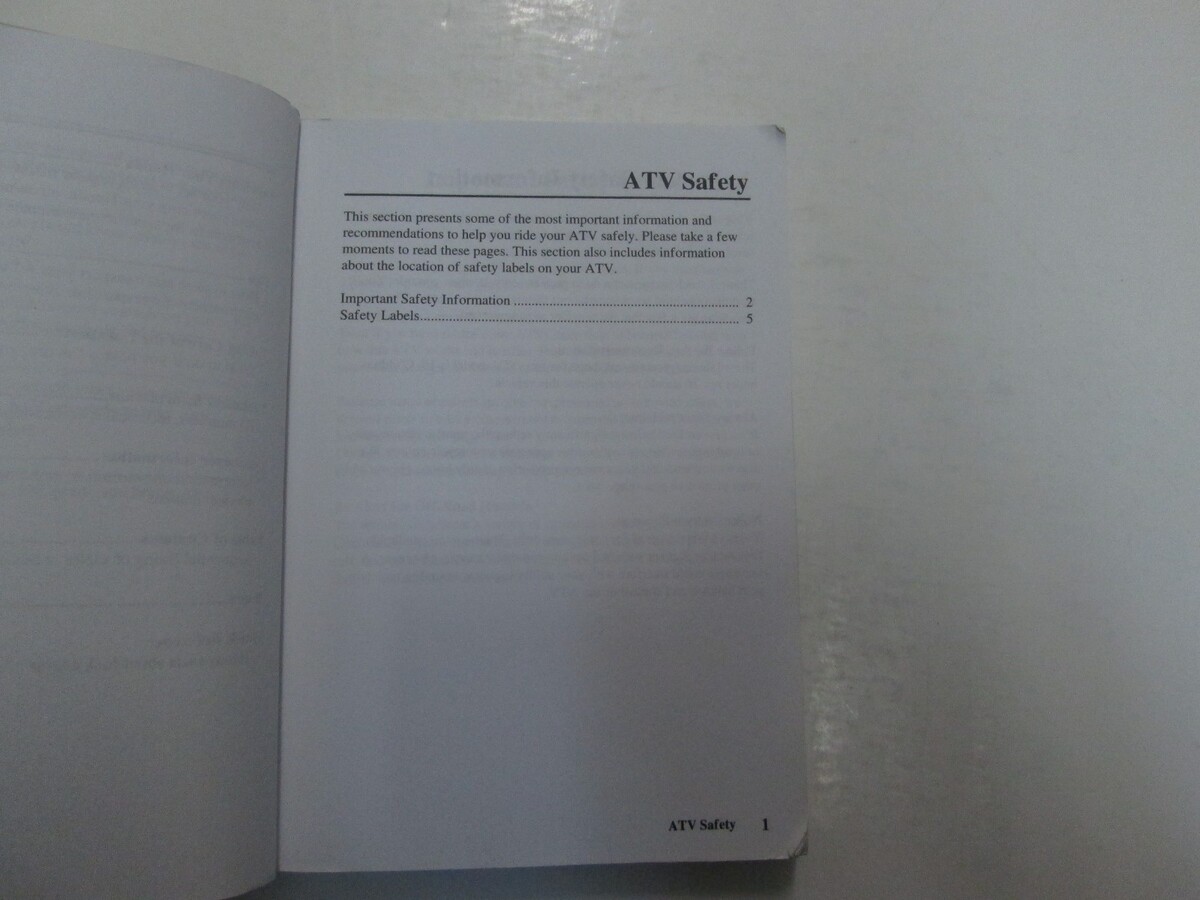 ATV Safety
This section presents some of the most important information and
recommendations to help you ride your ATV safely. Please take a few
moments to read these pages. This section also includes information
about the location of safety labels on your ATV.
Important Safety Information ................................................................ 2
Safety Labels.......................................................................................... 5
ATV Safety 1